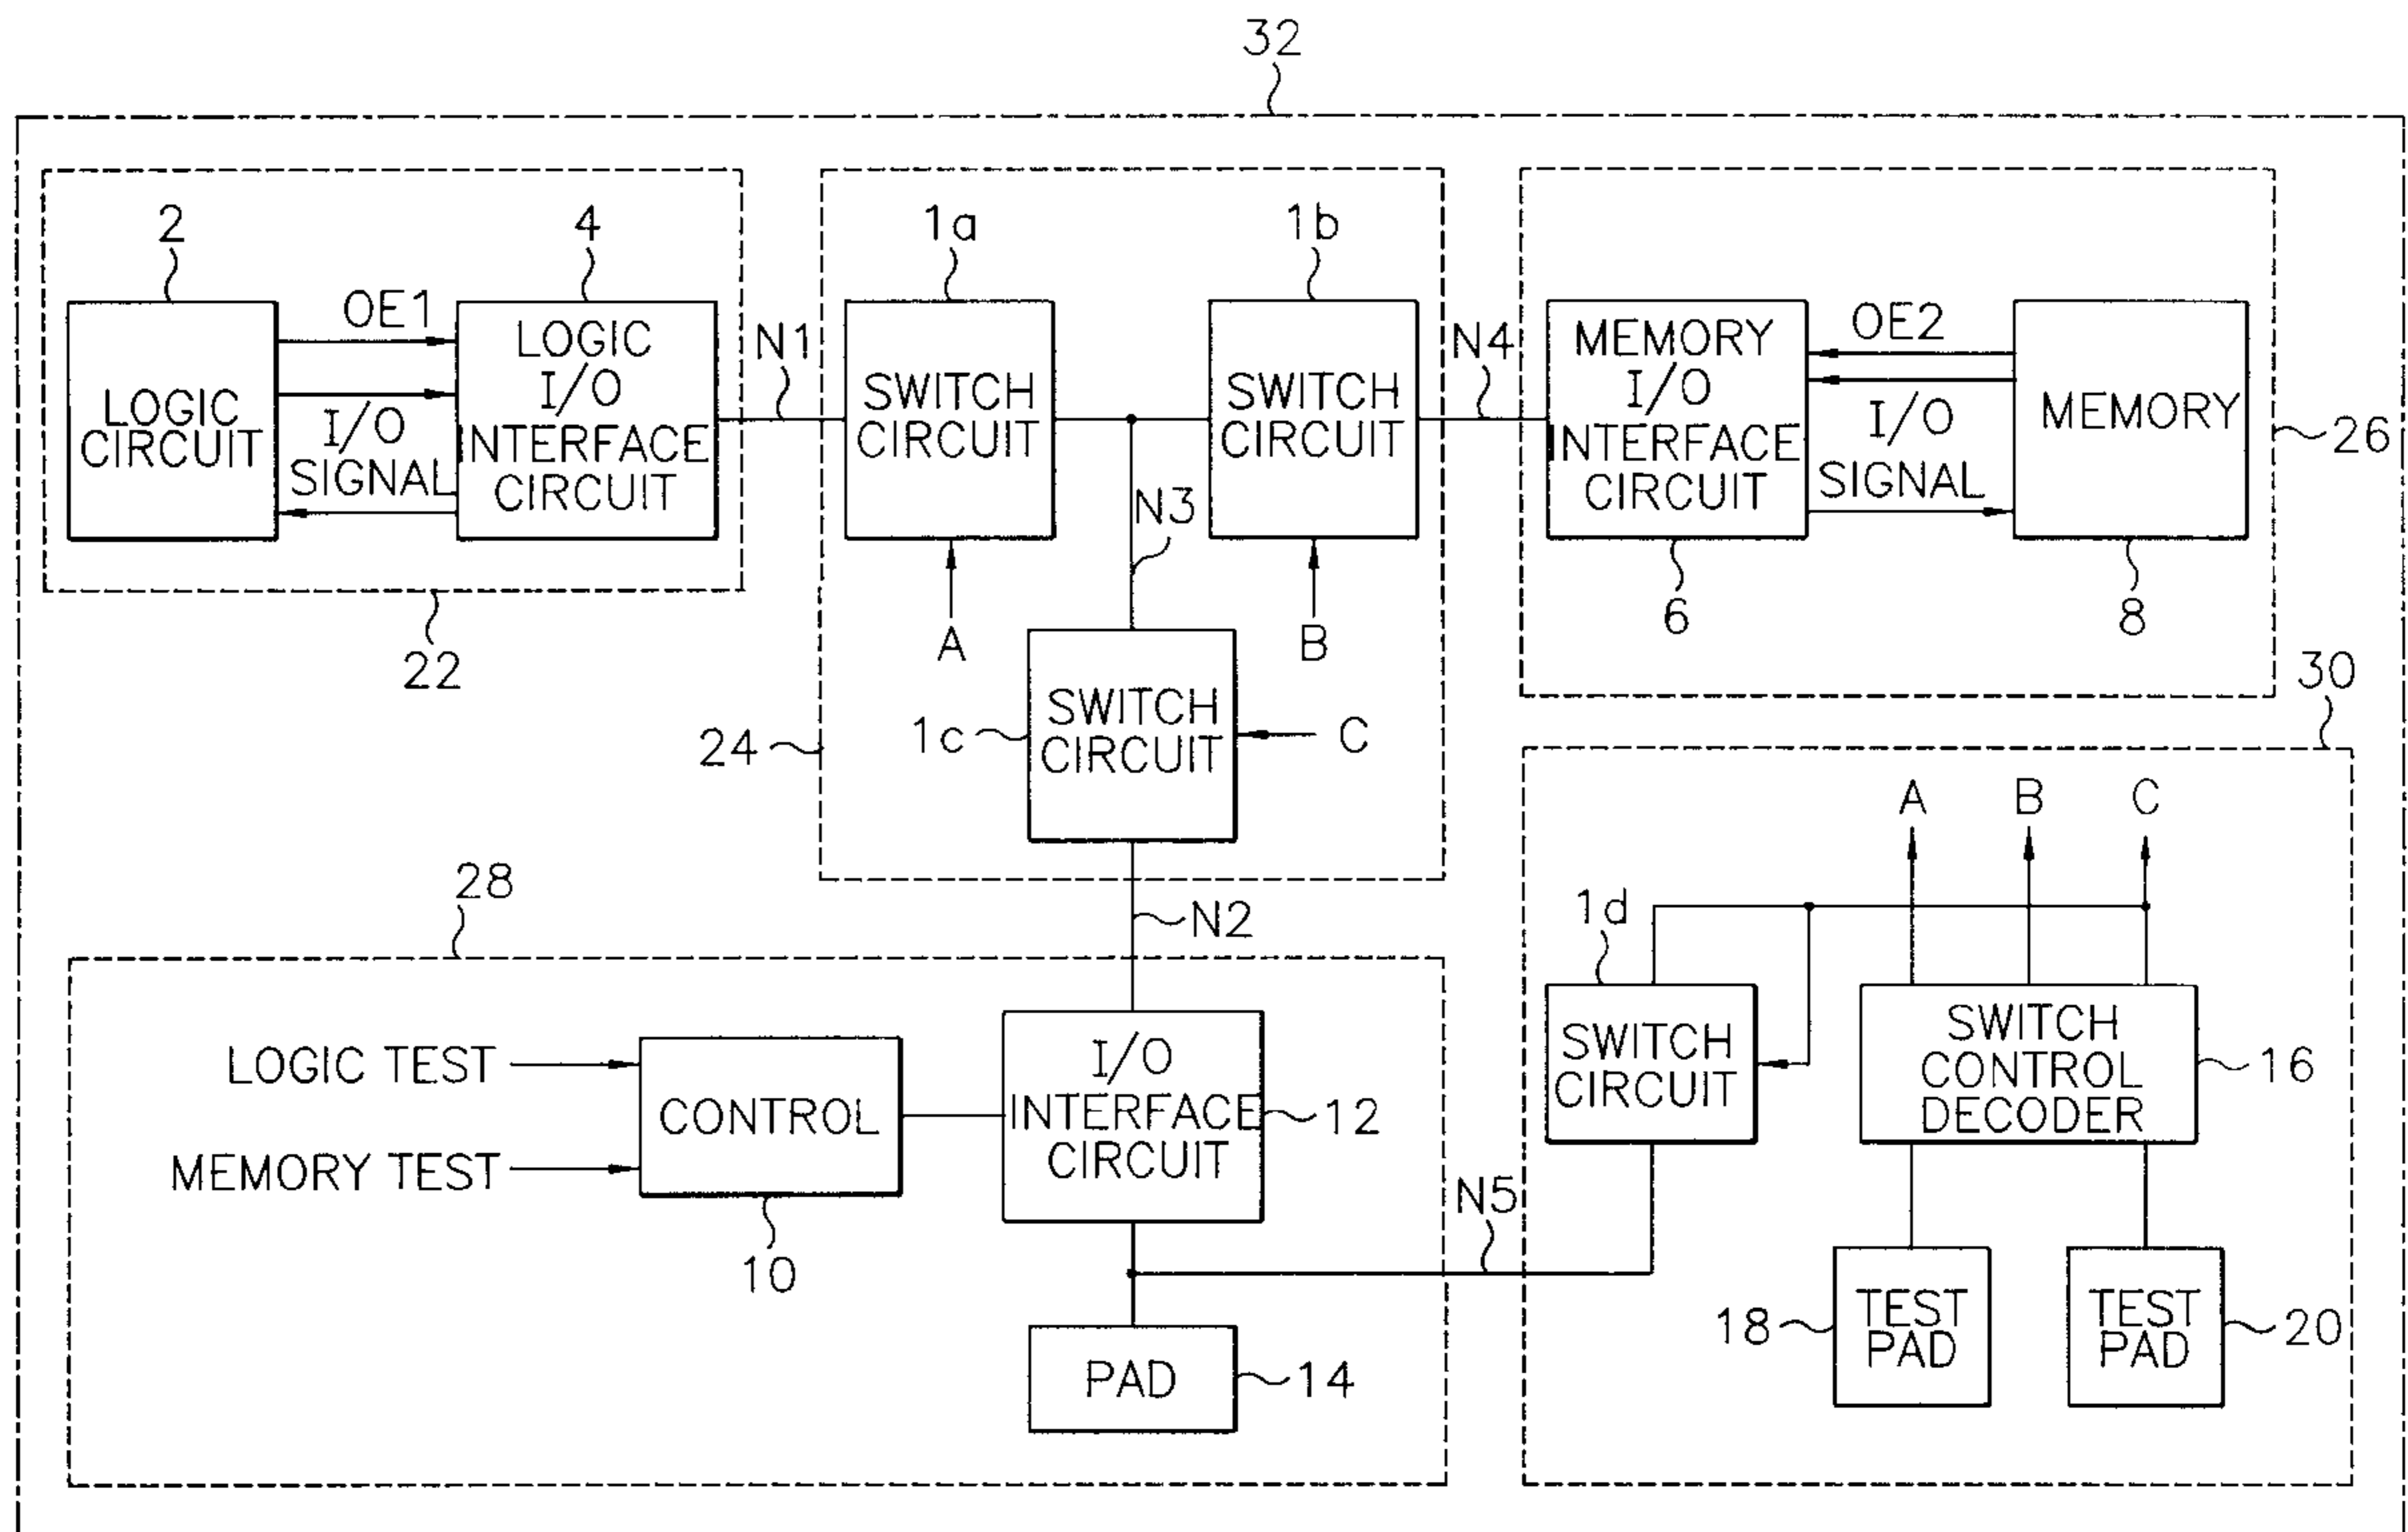 32
2
4
1a
1b
OE1
LOGIC
I/O
INTERFACE
CIRCUIT
LOGIC
CIRCUIT
I/O
SIGNAL
N1
SWITCH
CIRCUIT
SWITCH
CIRCUIT
N3
N4
MEMORY
I/O
INTERFACE
CIRCUIT
OE2
I/O
SIGNAL
MEMORY
26
A
B
6
8
22
30
24
1c
SWITCH
CIRCUIT
C
A
B
C
28
N2
1d
LOGIC TEST
MEMORY TEST
CONTROL
10
I/O
INTERFACE
CIRCUIT
12
SWITCH
CIRCUIT
SWITCH
CONTROL
DECODER
16
N5
PAD
14
18
TEST
PAD
TEST
PAD
20